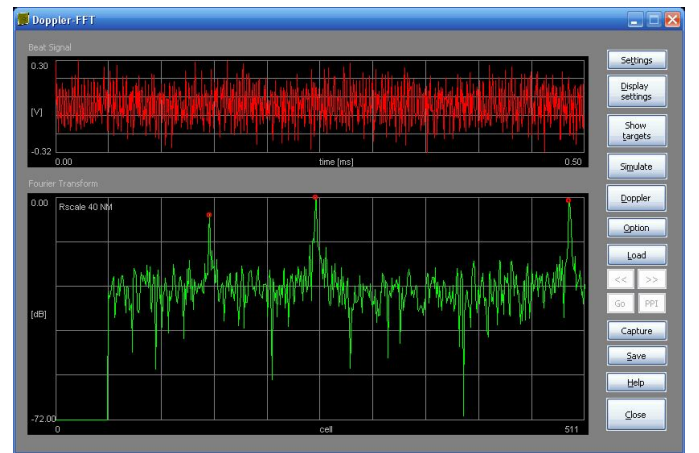 Doppler-FFT
Beat Signal
0.30
[V]
-0.32
0.00
time [ms]
0.50
Fourier Transform
0.00
Rscale 40 NM
[dB]
-72.00
0
cell
511
Settings
Display
settings
Show
targets
Simulate
Doppler
Option
Load
<< >>
Go PPI
Capture
Save
Help
Close